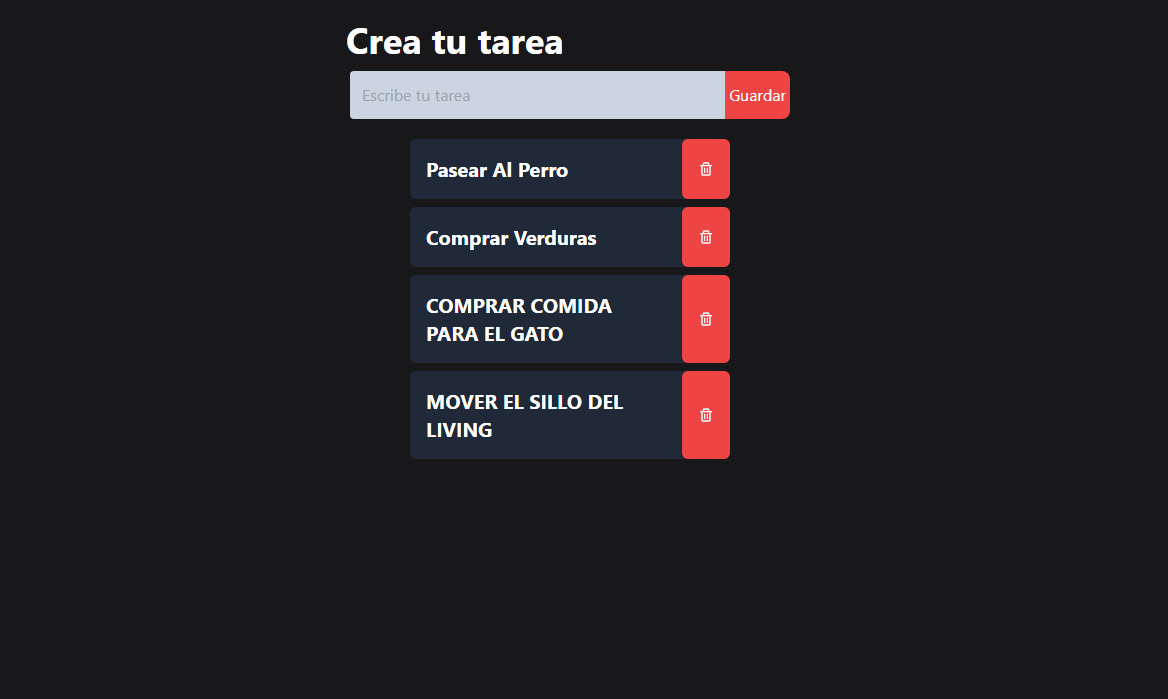 Crea tu tarea
Escribe tu tarea
Guardar
Pasear Al Perro
Comprar Verduras
COMPRAR COMIDA
PARA EL GATO
MOVER EL SILLO DEL
LIVING